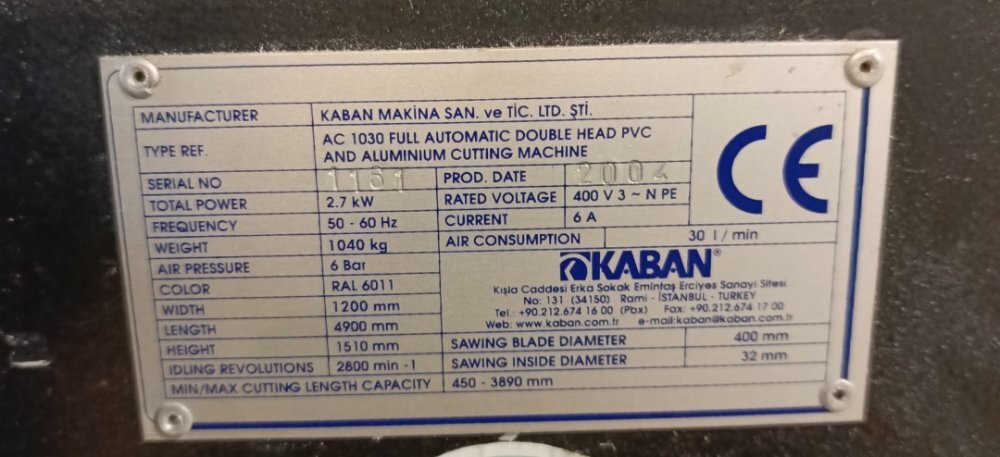 MANUFACTURER KABAN MAKİNA SAN. ve TİC. LTD. ŞTİ.
TYPE REF. AC 1030 FULL AUTOMATIC DOUBLE HEAD PVC
AND ALUMINIUM CUTTING MACHINE
SERIAL NO 1161 PROD. DATE 2004
TOTAL POWER 2.7 kW RATED VOLTAGE 400 V 3 ~ N PE
FREQUENCY 50 - 60 Hz CURRENT 6 A
WEIGHT 1040 kg AIR CONSUMPTION 30 l / min
AIR PRESSURE 6 Bar
COLOR RAL 6011
WIDTH 1200 mm
LENGTH 4900 mm
HEIGHT 1510 mm
IDLING REVOLUTIONS 2800 min -1
MIN/MAX CUTTING LENGTH CAPACITY 450 - 3890 mm
CE
KABAN®
Kışla Caddesi Erka Sokak Emintaş Erciyes Sanayi Sitesi
No: 131 (34150) Rami - İSTANBUL - TURKEY
Tel.: +90.212.674 16 00 (Pbx) Fax: +90.212.674 17 00
Web: www.kaban.com.tr e-mail:kaban@kaban.com.tr
SAWING BLADE DIAMETER 400 mm
SAWING INSIDE DIAMETER 32 mm